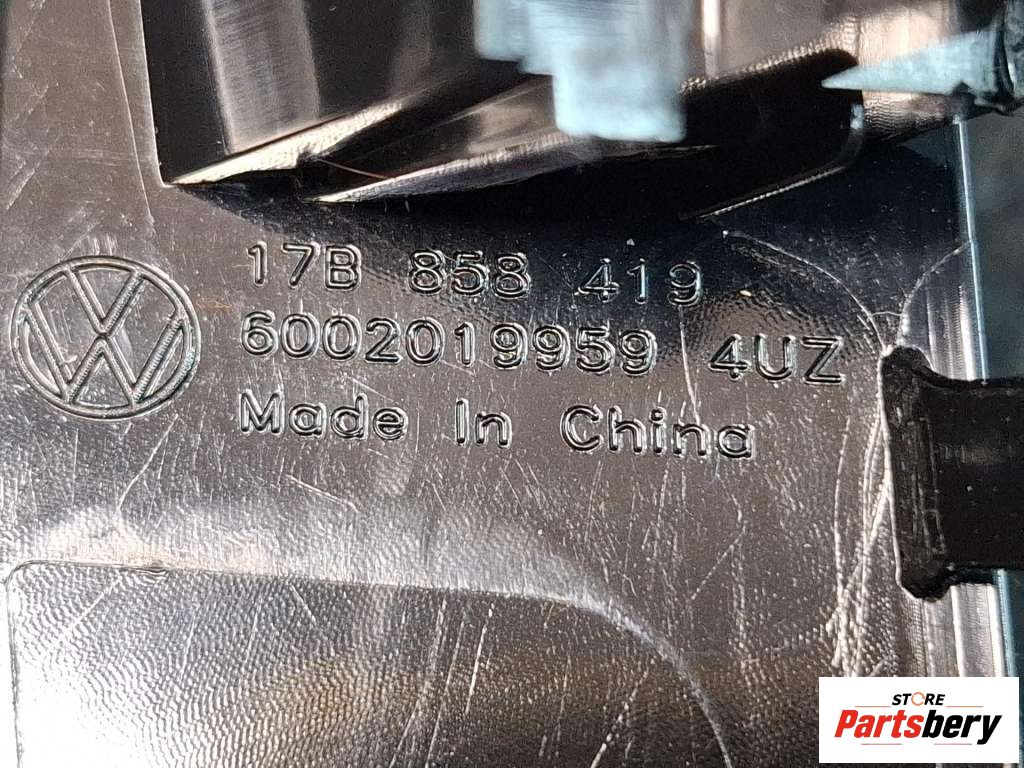 17B 858 419
6002019959 4UZ
Made In China
STORE
Partsbery